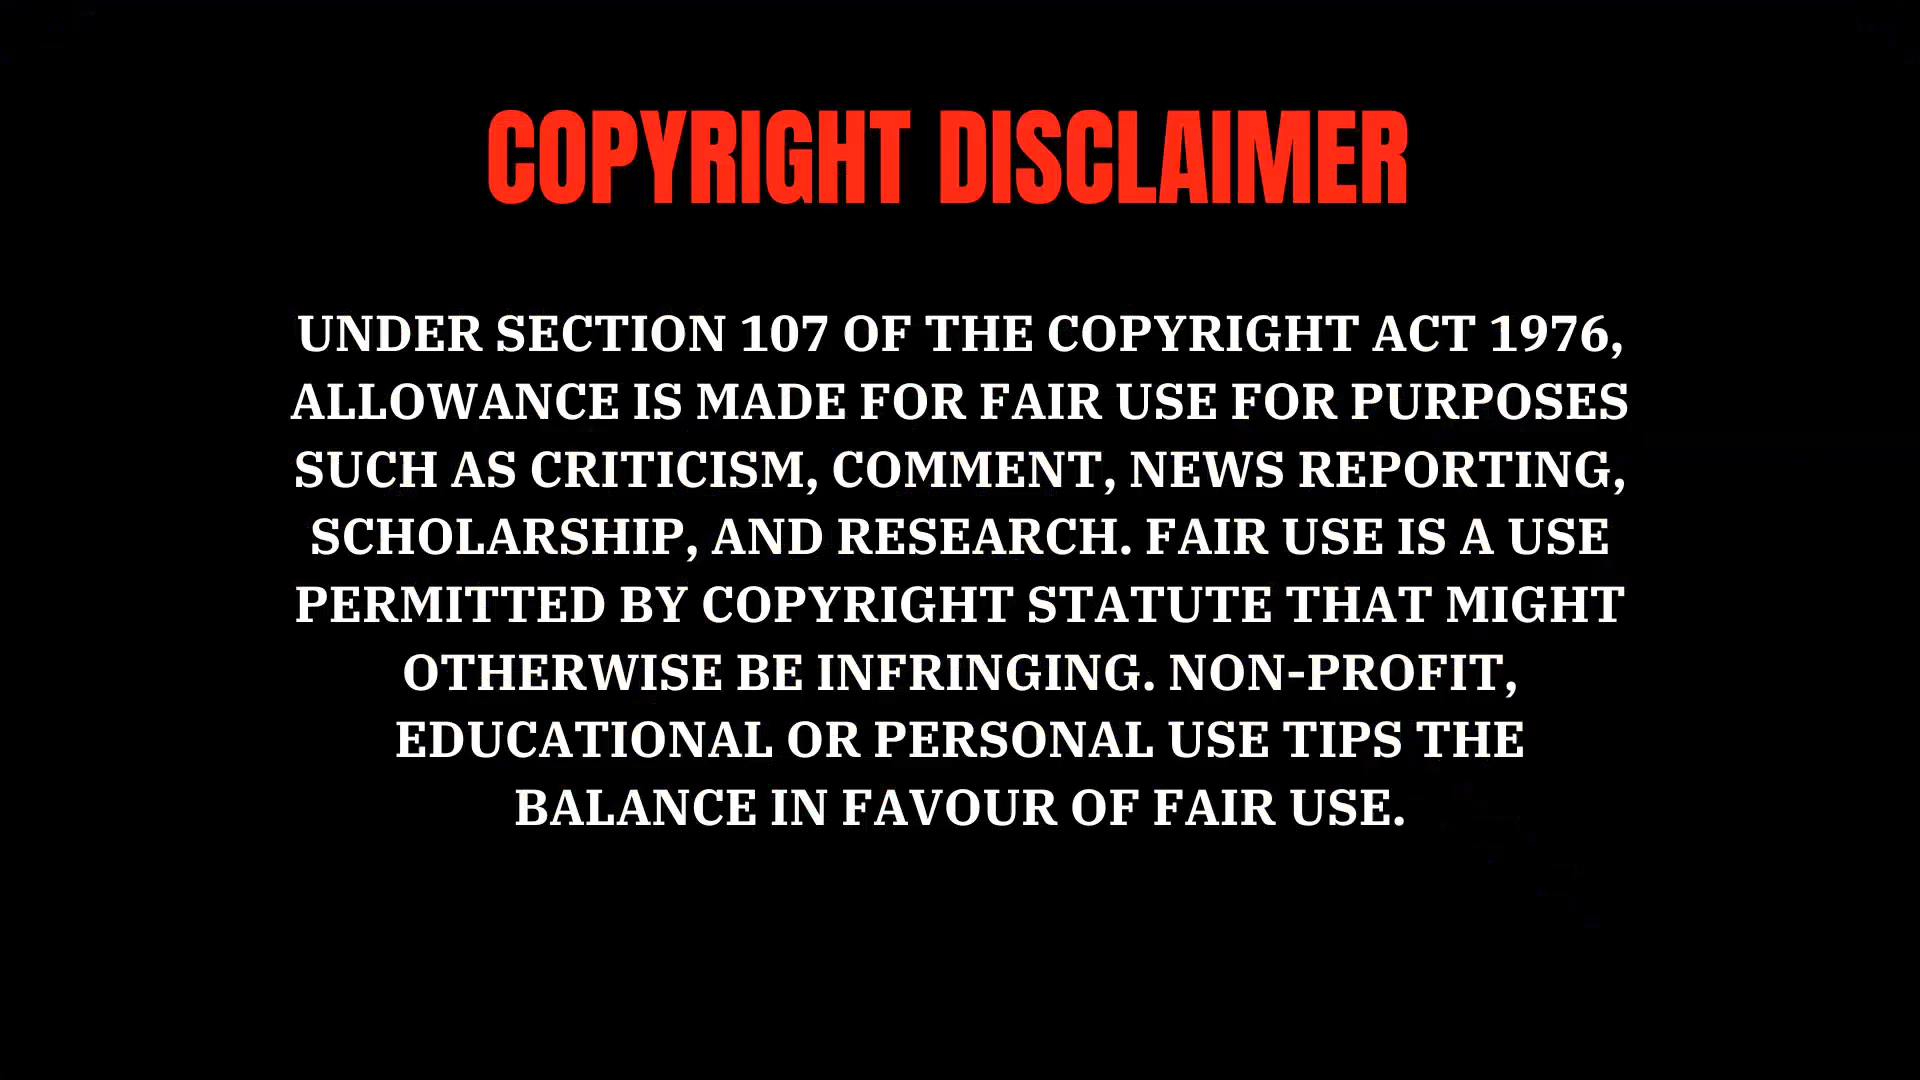 COPYRIGHT DISCLAIMER
UNDER SECTION 107 OF THE COPYRIGHT ACT 1976,
ALLOWANCE IS MADE FOR FAIR USE FOR PURPOSES
SUCH AS CRITICISM, COMMENT, NEWS REPORTING,
SCHOLARSHIP, AND RESEARCH. FAIR USE IS A USE
PERMITTED BY COPYRIGHT STATUTE THAT MIGHT
OTHERWISE BE INFRINGING. NON-PROFIT,
EDUCATIONAL OR PERSONAL USE TIPS THE
BALANCE IN FAVOUR OF FAIR USE.